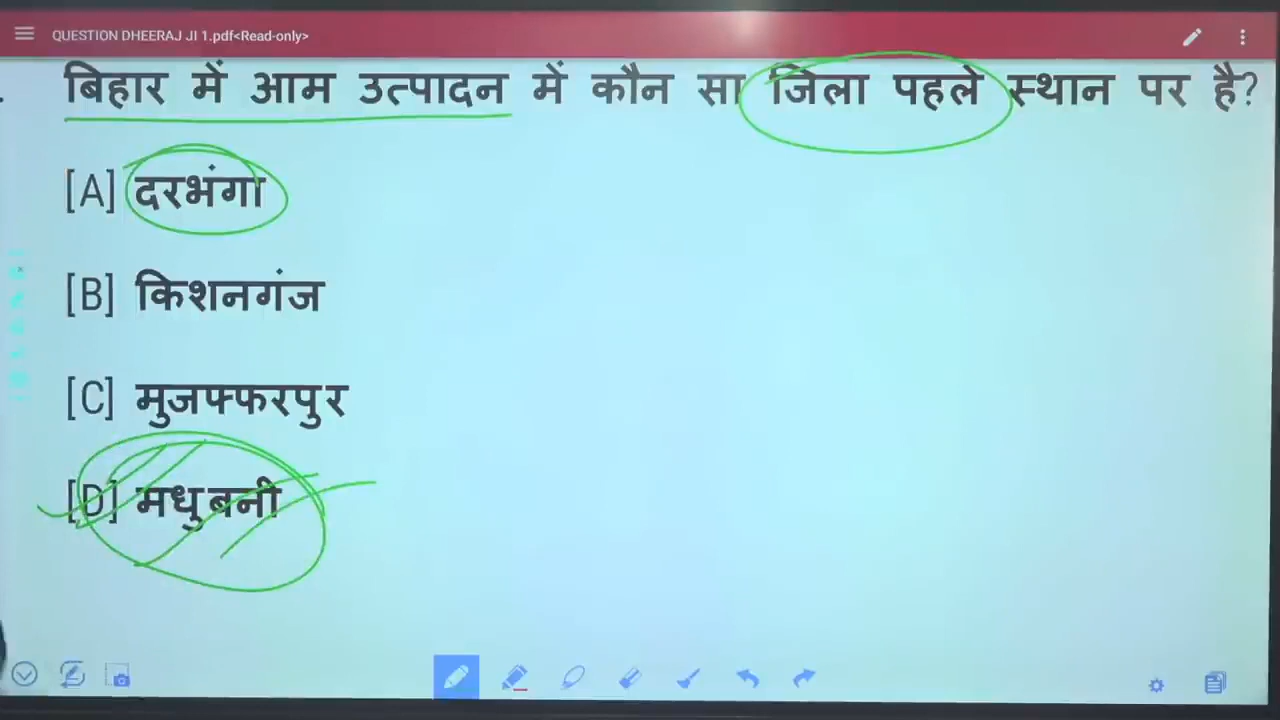 QUESTION DHEERAJ JI 1.pdf<Read-only>
बिहार में आम उत्पादन में कौन सा जिला पहले स्थान पर है?
[A] दरभंगा
[B] किशनगंज
[C] मुजफ्फरपुर
[D] मधुबनी